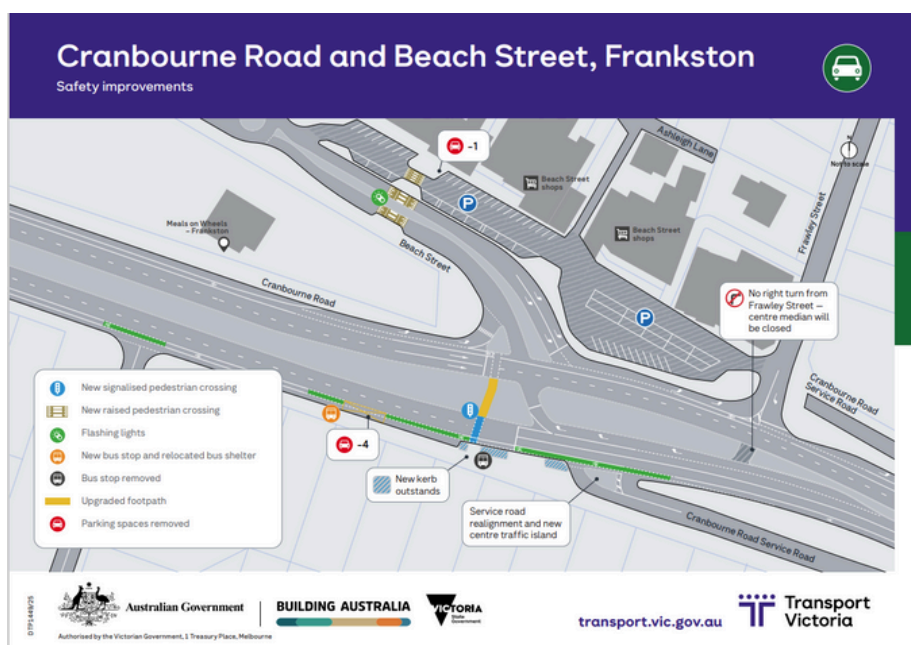 Cranbourne Road and Beach Street, Frankston
Safety improvements
-1
Ashleigh Lane
N
Not to scale
Beach Street
shops
P
Frawley Street
Meals on Wheels
– Frankston
Beach Street
Beach Street
shops
Cranbourne Road
No right turn from
Frawley Street –
centre median will
be closed
P
Cranbourne Road
Service Road
New signalised pedestrian crossing
New raised pedestrian crossing
Flashing lights
New bus stop and relocated bus shelter
Bus stop removed
Upgraded footpath
Parking spaces removed
-4
New kerb
outstands
Service road
realignment and new
centre traffic island
Cranbourne Road Service Road
DTP1449/25
Australian Government
BUILDING AUSTRALIA
VICTORIA
State
Government
transport.vic.gov.au
Transport
Victoria
Authorised by the Victorian Government, 1 Treasury Place, Melbourne